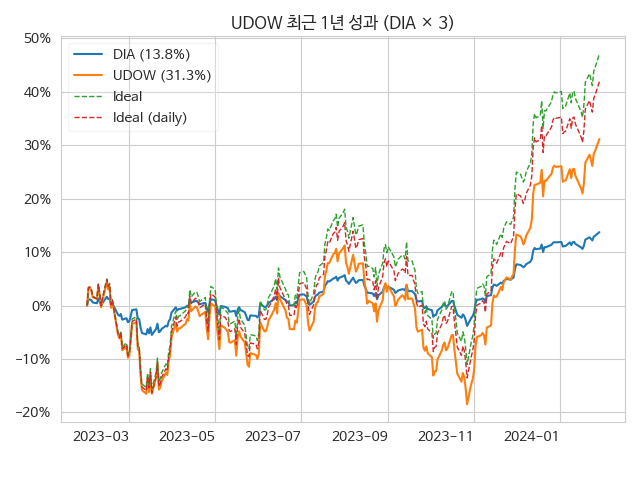 UDOW 최근 1년 성과 (DIA × 3)
50%
40%
30%
20%
10%
0%
−10%
−20%
DIA (13.8%)
UDOW (31.3%)
Ideal
Ideal (daily)
2023−03
2023−05
2023−07
2023−09
2023−11
2024−01